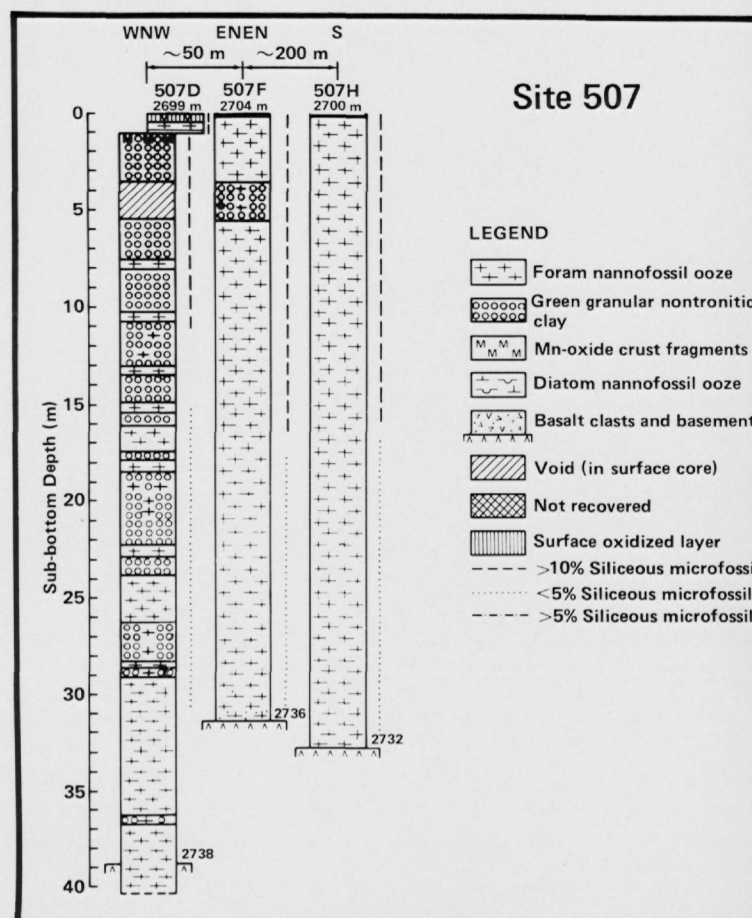 WNW ENEN S
~50 m ~200 m
507D 507F 507H
2699 m 2704 m 2700 m
Site 507
0
5
10
15
20
25
30
35
40
Sub-bottom Depth (m)
2736
2732
2738
LEGEND
Foram nannofossil ooze
Green granular nontronitic
clay
M M M M Mn-oxide crust fragments
Diatom nannofossil ooze
Basalt clasts and basement
Void (in surface core)
Not recovered
Surface oxidized layer
>10% Siliceous microfossi
<5% Siliceous microfossil
>5% Siliceous microfossil